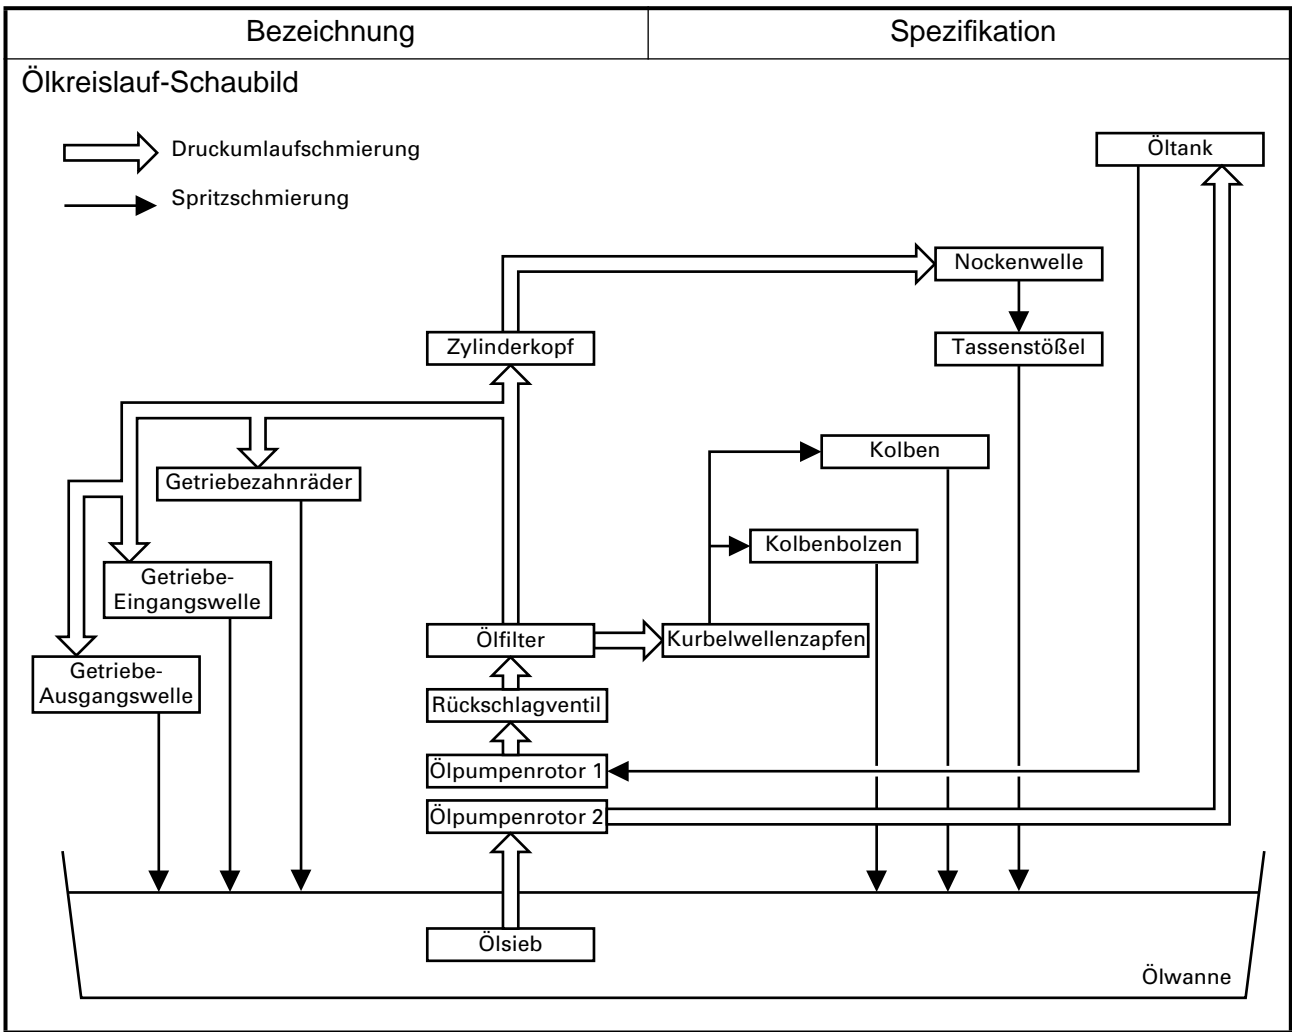 Bezeichnung
Spezifikation
Ölkreislauf-Schaubild
Druckumlaufschmierung
Öltank
Spritzschmierung
Nockenwelle
Zylinderkopf
Tassenstößel
Kolben
Getriebezahnräder
Kolbenbolzen
Getriebe-
Eingangswelle
Ölfilter
Kurbelwellenzapfen
Getriebe-
Ausgangswelle
Rückschlagventil
Ölpumpenrotor 1
Ölpumpenrotor 2
Ölsieb
Ölwanne